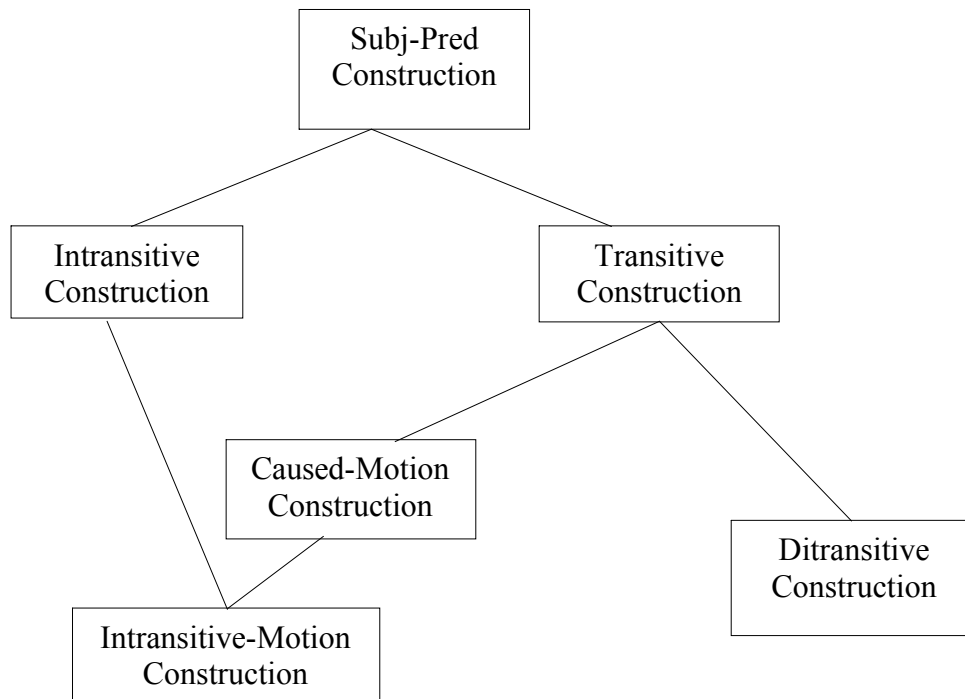 Subj-Pred
Construction
Intransitive
Construction
Transitive
Construction
Caused-Motion
Construction
Ditransitive
Construction
Intransitive-Motion
Construction